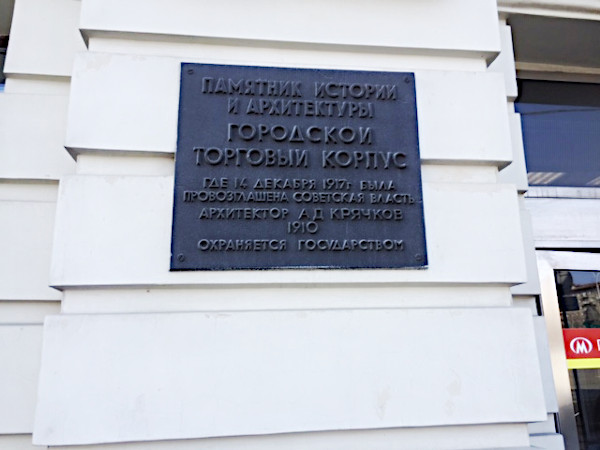 ПАМЯТНИК ИСТОРИИ
И АРХИТЕКТУРЫ
ГОРОДСКОЙ
ТОРГОВЫЙ КОРПУС
ГДЕ 14 ДЕКАБРЯ 1917г БЫЛА
ПРОВОЗГЛАШЕНА СОВЕТСКАЯ ВЛАСТЬ
АРХИТЕКТОР А.Д КРЯЧКОВ
1910
ОХРАНЯЕТСЯ ГОСУДАРСТВОМ
М